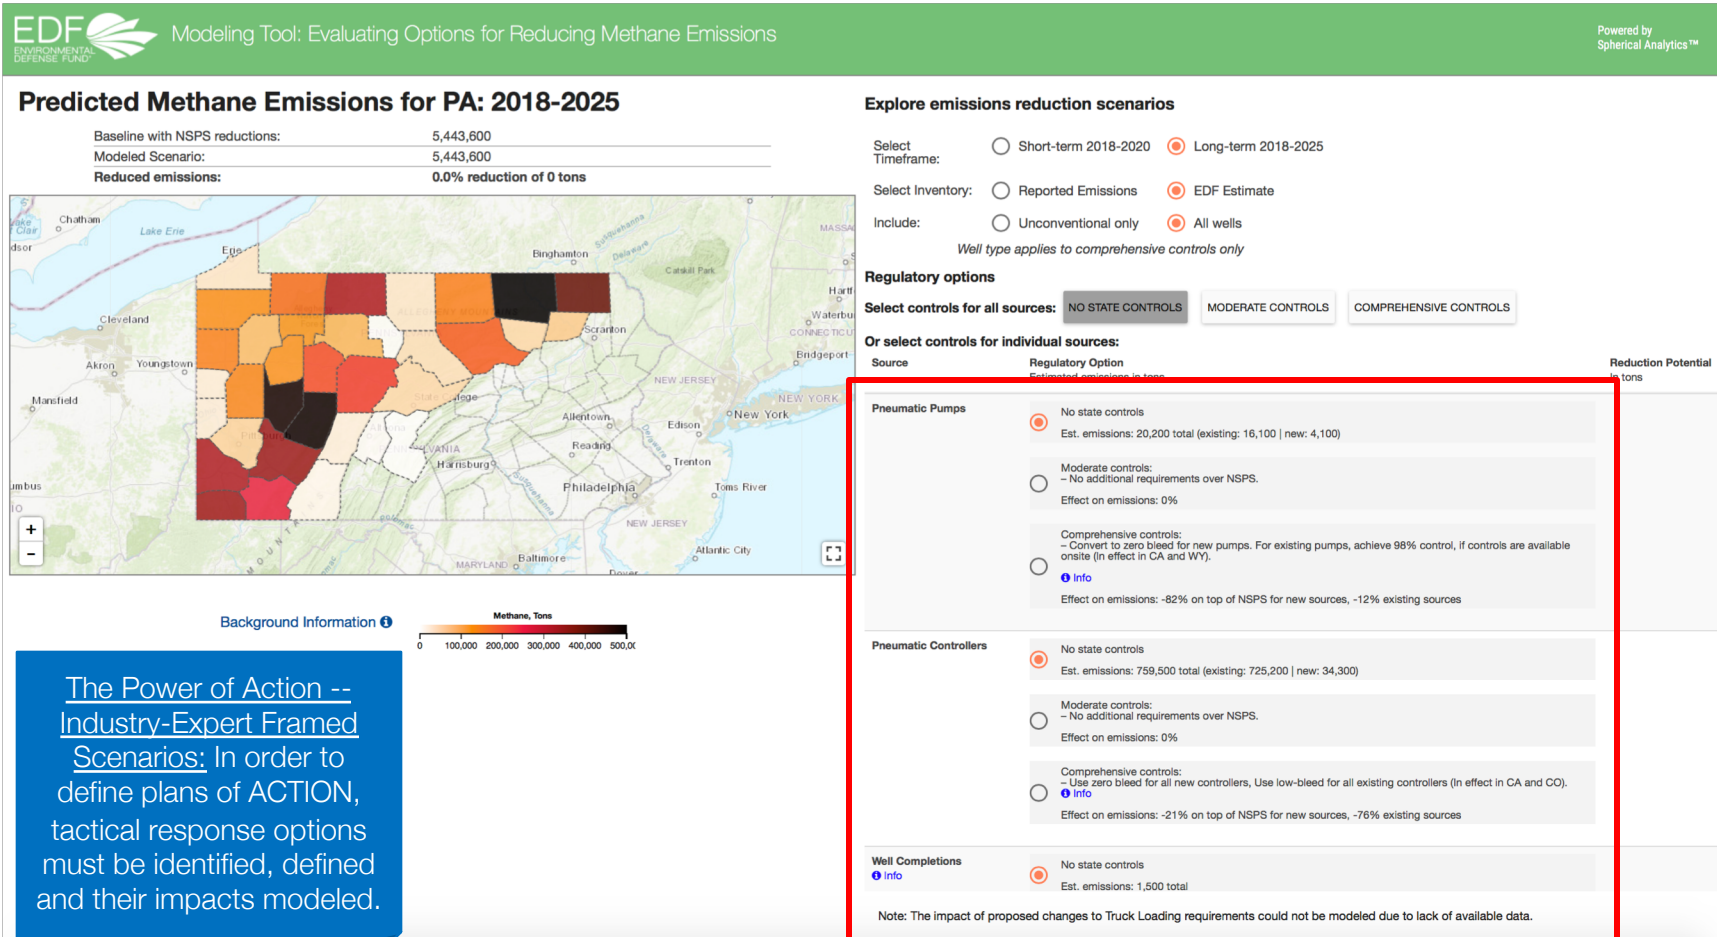 EDF
ENVIRONMENTAL
DEFENSE FUND
Modeling Tool: Evaluating Options for Reducing Methane Emissions
Powered by
Spherical Analytics™
Predicted Methane Emissions for PA: 2018-2025
Baseline with NSPS reductions: 5,443,600
Modeled Scenario: 5,443,600
Reduced emissions: 0.0% reduction of 0 tons
Chatham
Lake Erie
Erie
Binghamton
Susquehanna
Delaware
Catskill Park
Cleveland
Scranton
Akron
Youngstown
Mansfield
NEW JERSEY
NEW YORK
New York
Allentown
Edison
Reading
Trenton
Harrisburg
Philadelphia
Toms River
NEW JERSEY
Atlantic City
MARYLAND
Baltimore
Dover
Bridgeport
+
−
Background Information
Methane, Tons
0 100,000 200,000 300,000 400,000 500,0
The Power of Action --
Industry-Expert Framed
Scenarios: In order to
define plans of ACTION,
tactical response options
must be identified, defined
and their impacts modeled.
Explore emissions reduction scenarios
Select
Timeframe:
Short-term 2018-2020 Long-term 2018-2025
Select Inventory: Reported Emissions EDF Estimate
Include: Unconventional only All wells
Well type applies to comprehensive controls only
Regulatory options
Select controls for all sources: NO STATE CONTROLS MODERATE CONTROLS COMPREHENSIVE CONTROLS
Or select controls for individual sources:
Source Regulatory Option Reduction Potential
Estimated emissions in tons In tons
Pneumatic Pumps
No state controls
Est. emissions: 20,200 total (existing: 16,100 | new: 4,100)
Moderate controls:
– No additional requirements over NSPS.
Effect on emissions: 0%
Comprehensive controls:
– Convert to zero bleed for new pumps. For existing pumps, achieve 98% control, if controls are available
onsite (In effect in CA and WY).
Info
Effect on emissions: -82% on top of NSPS for new sources, -12% existing sources
Pneumatic Controllers
No state controls
Est. emissions: 759,500 total (existing: 725,200 | new: 34,300)
Moderate controls:
– No additional requirements over NSPS.
Effect on emissions: 0%
Comprehensive controls:
– Use zero bleed for all new controllers, Use low-bleed for all existing controllers (In effect in CA and CO).
Info
Effect on emissions: -21% on top of NSPS for new sources, -76% existing sources
Well Completions
Info
No state controls
Est. emissions: 1,500 total
Note: The impact of proposed changes to Truck Loading requirements could not be modeled due to lack of available data.